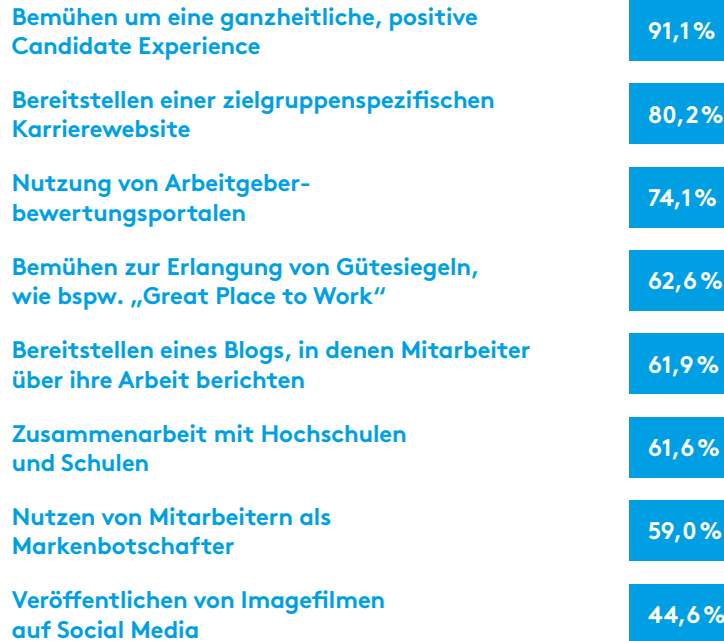 Bemühen um eine ganzheitliche, positive
Candidate Experience
91,1%
Bereitstellen einer zielgruppenspezifischen
Karrierewebsite
80,2%
Nutzung von Arbeitgeber-
bewertungsportalen
74,1%
Bemühen zur Erlangung von Gütesiegeln,
wie bspw. „Great Place to Work“
62,6%
Bereitstellen eines Blogs, in denen Mitarbeiter
über ihre Arbeit berichten
61,9%
Zusammenarbeit mit Hochschulen
und Schulen
61,6%
Nutzen von Mitarbeitern als
Markenbotschafter
59,0%
Veröffentlichen von Imagefilmen
auf Social Media
44,6%